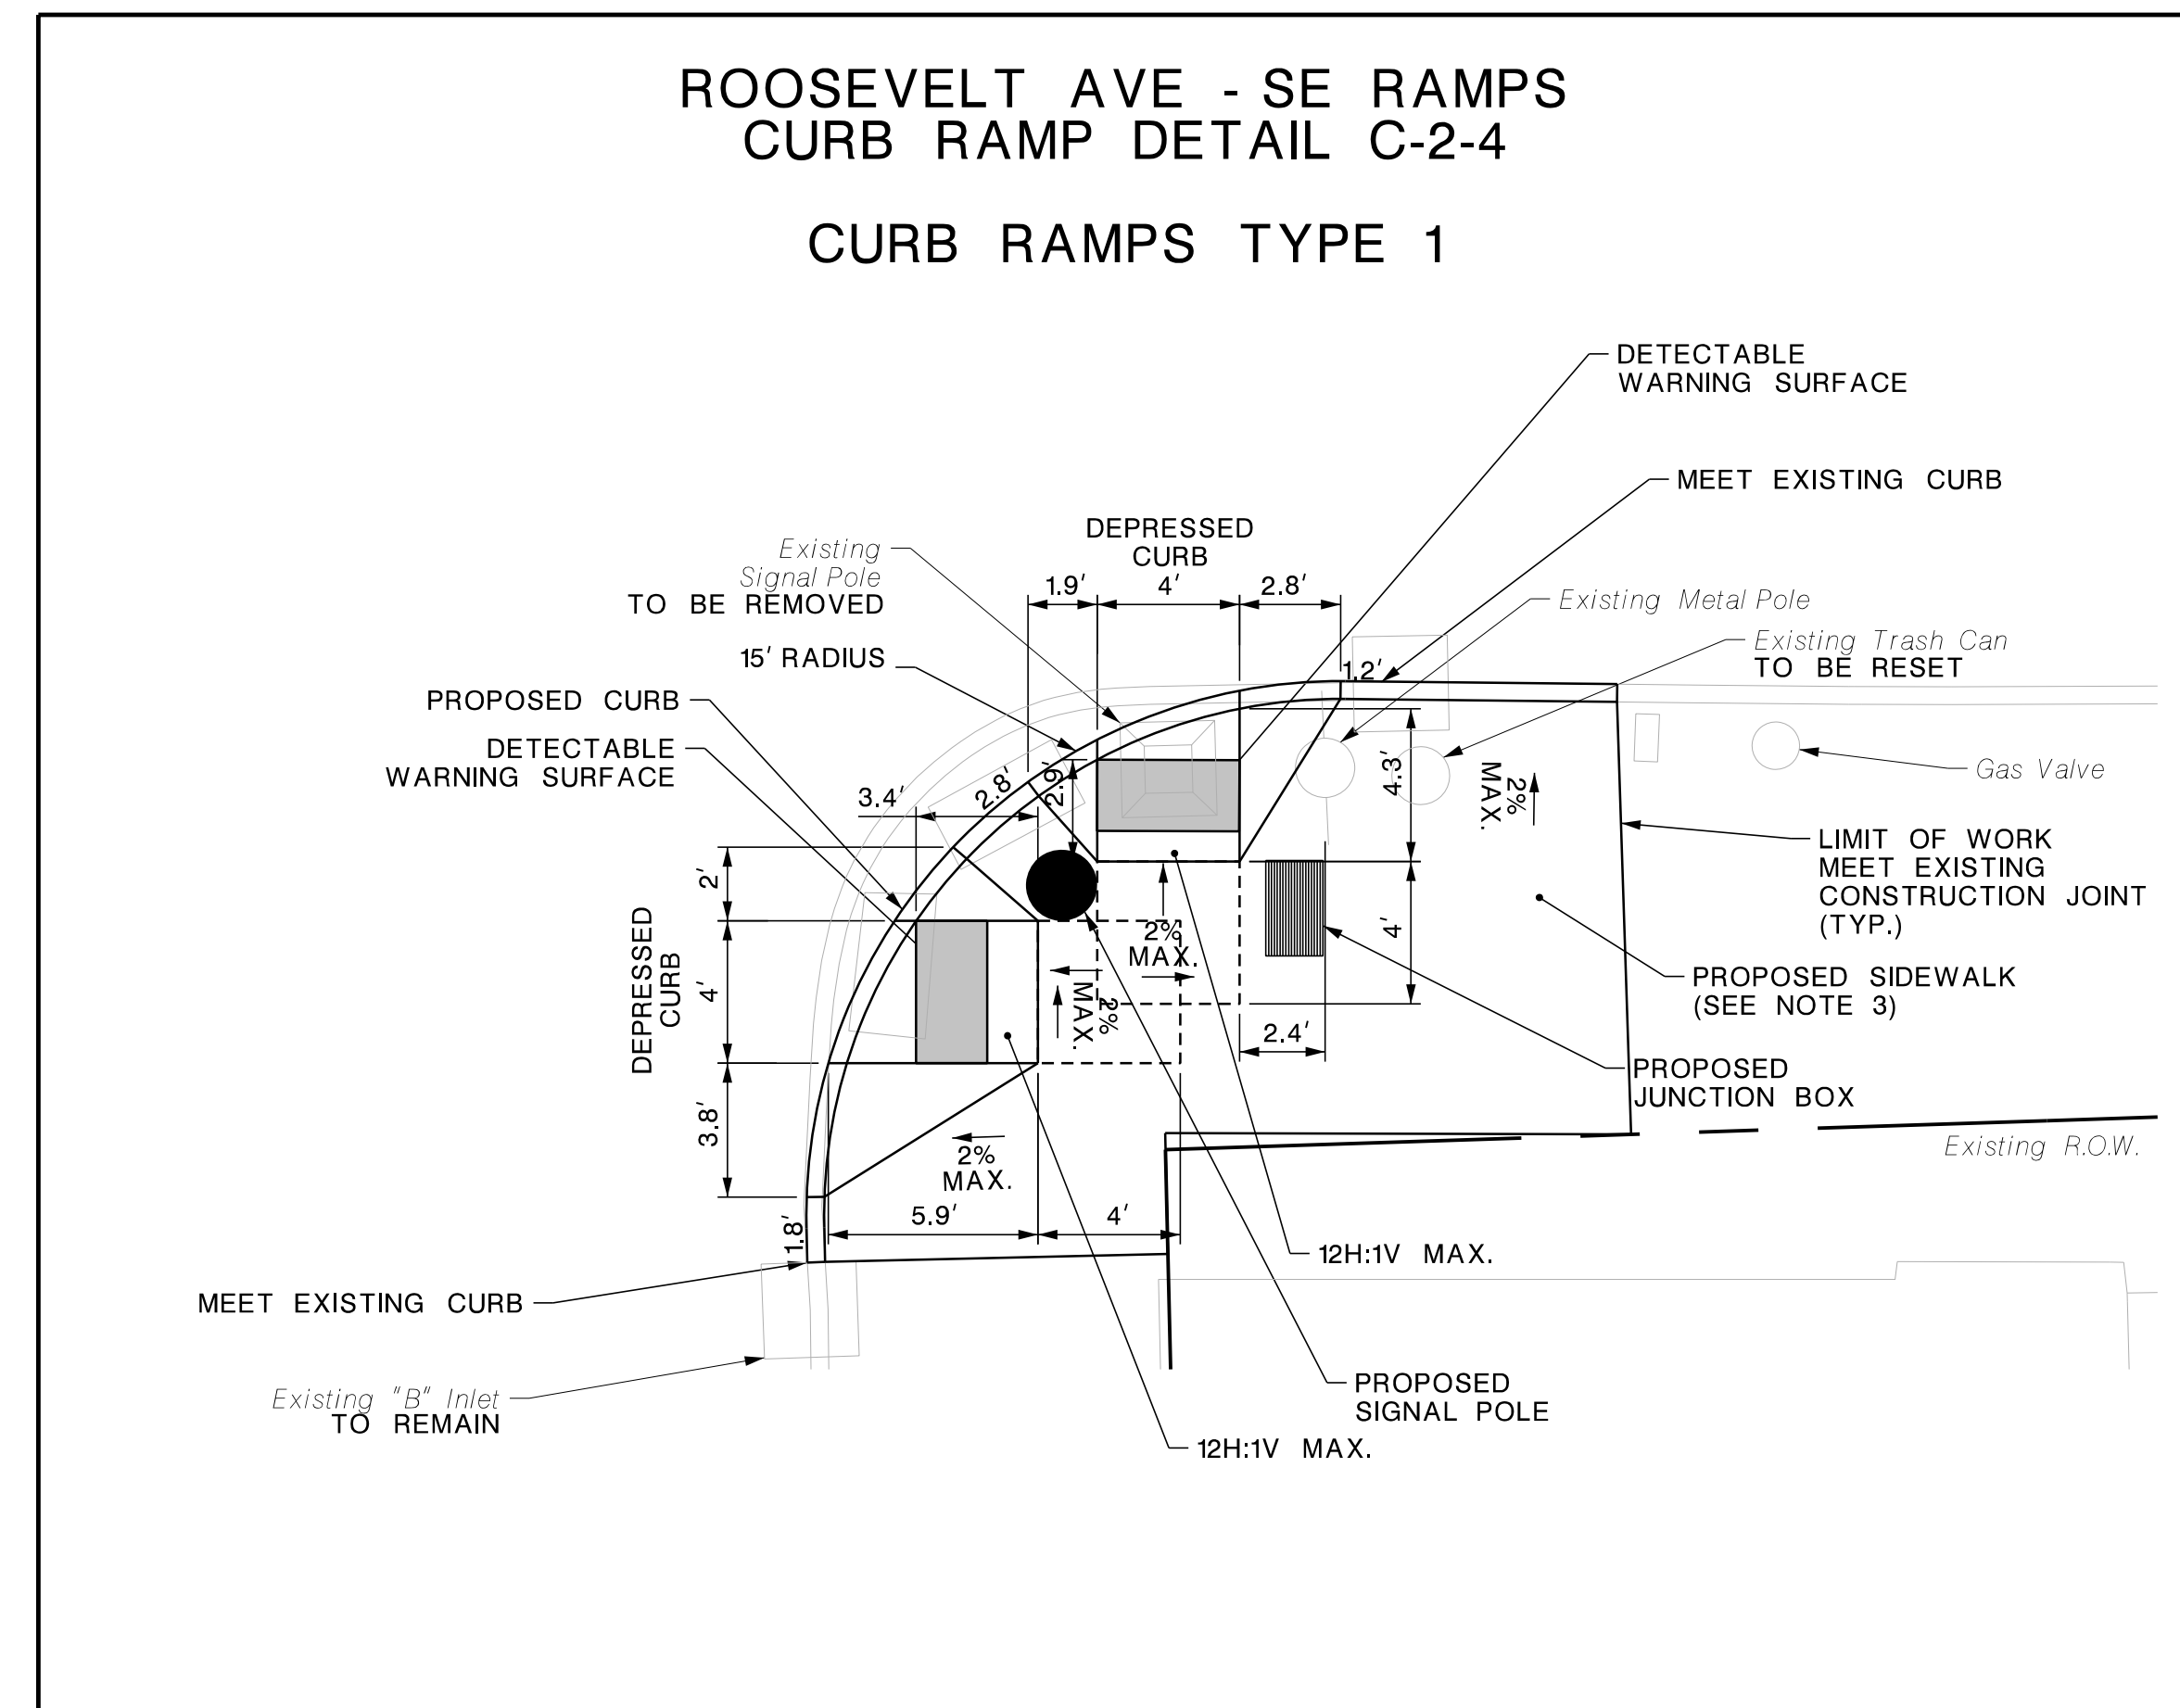 ROOSEVELT AVE - SE RAMPS
CURB RAMP DETAIL C-2-4
CURB RAMPS TYPE 1
DETECTABLE
WARNING SURFACE
MEET EXISTING CURB
DEPRESSED
CURB
Existing
Signal Pole
TO BE REMOVED
1.9'
4'
2.8'
Existing Metal Pole
Existing Trash Can
TO BE RESET
15' RADIUS
1.2'
PROPOSED CURB
DETECTABLE
WARNING SURFACE
3.4'
2.8'
2.9'
4.3'
2%
MAX.
Gas Valve
LIMIT OF WORK
MEET EXISTING
CONSTRUCTION JOINT
(TYP.)
2'
DEPRESSED
CURB
4'
2%
MAX.
4'
2%
MAX.
PROPOSED SIDEWALK
(SEE NOTE 3)
2.4'
PROPOSED
JUNCTION BOX
3.8'
2%
MAX.
Existing R.O.W.
5.9'
4'
1.8'
12H:1V MAX.
MEET EXISTING CURB
PROPOSED
SIGNAL POLE
Existing "B" Inlet
TO REMAIN
12H:1V MAX.